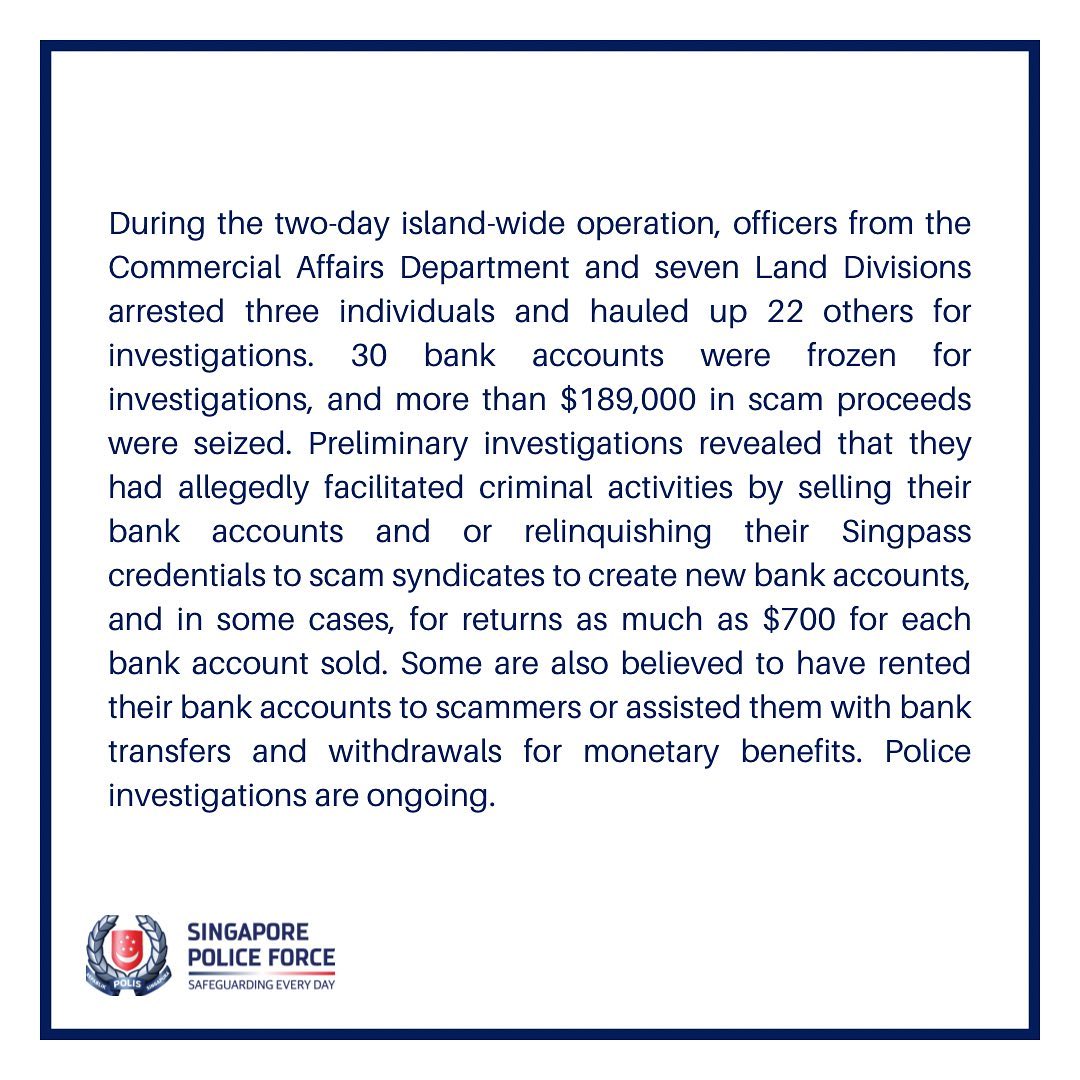 During the two-day island-wide operation, officers from the
Commercial Affairs Department and seven Land Divisions
arrested three individuals and hauled up 22 others for
investigations. 30 bank accounts were frozen for
investigations, and more than $189,000 in scam proceeds
were seized. Preliminary investigations revealed that they
had allegedly facilitated criminal activities by selling their
bank accounts and or relinquishing their Singpass
credentials to scam syndicates to create new bank accounts,
and in some cases, for returns as much as $700 for each
bank account sold. Some are also believed to have rented
their bank accounts to scammers or assisted them with bank
transfers and withdrawals for monetary benefits. Police
investigations are ongoing.
SINGAPORE
POLICE FORCE
SAFEGUARDING EVERY DAY
POLIS